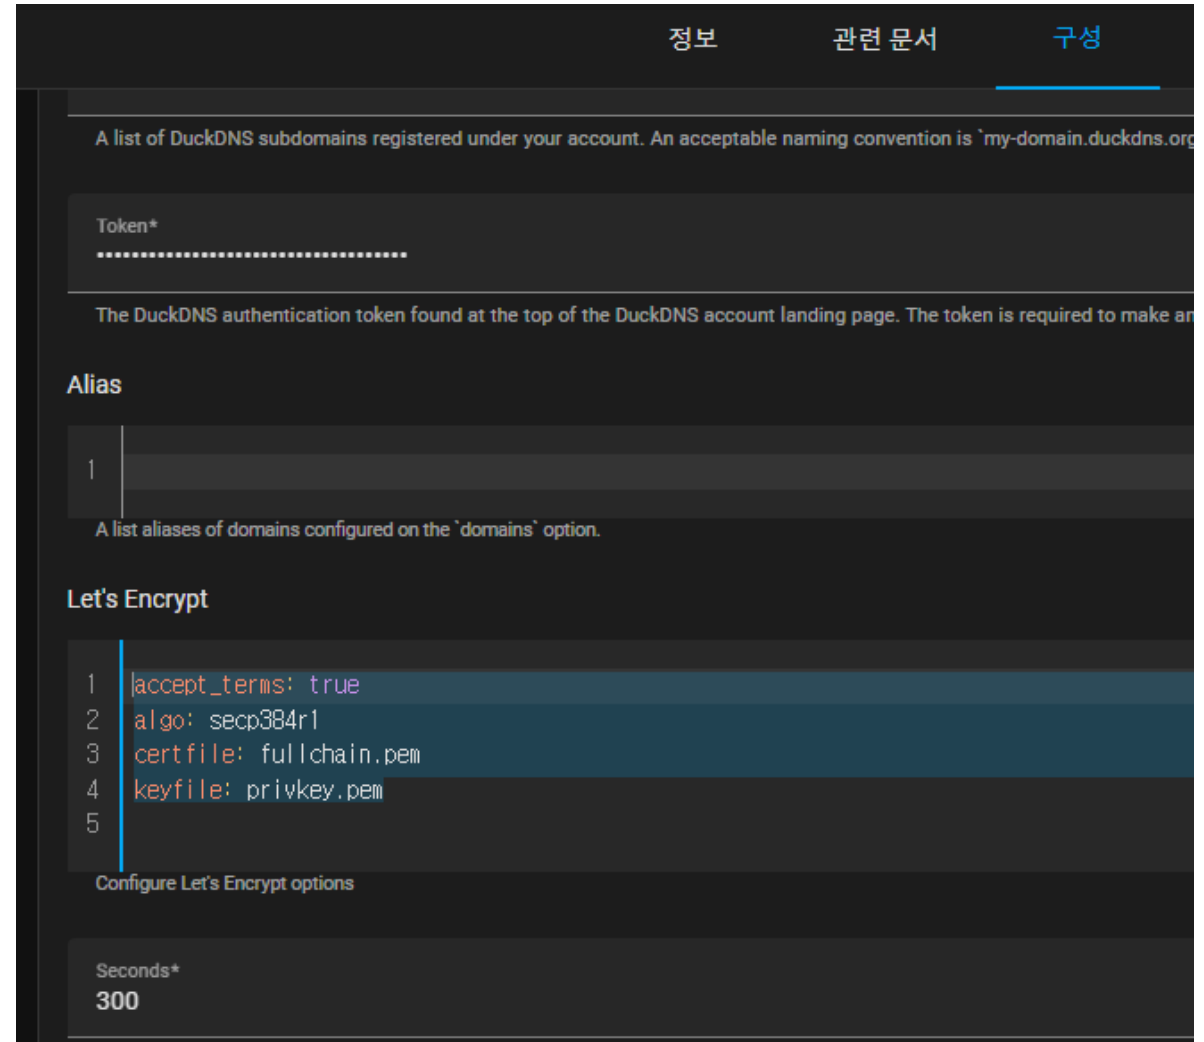 정보 관련 문서 구성
A list of DuckDNS subdomains registered under your account. An acceptable naming convention is `my-domain.duckdns.org
Token*
••••••••••••••••••••••••••••••••••••
The DuckDNS authentication token found at the top of the DuckDNS account landing page. The token is required to make an
Alias
1
A list aliases of domains configured on the `domains` option.
Let's Encrypt
1 accept_terms: true
2 algo: secp384r1
3 certfile: fullchain.pem
4 keyfile: privkey.pem
5
Configure Let's Encrypt options
Seconds*
300